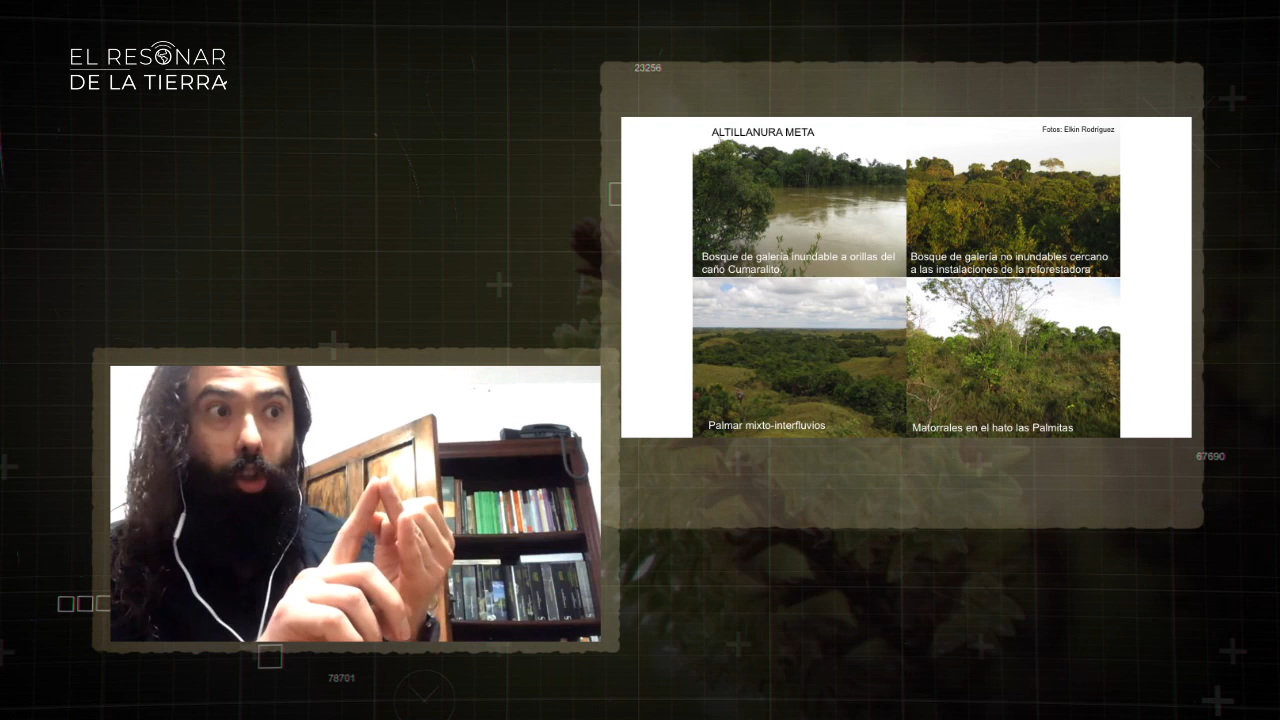 EL RESONAR
DE LA TIERRA
23256
ALTILLANURA META
Fotos: Elkin Rodríguez
Bosque de galería inundable a orillas del
caño Cumaralito.
Bosque de galería no inundables cercano
a las instalaciones de la reforestadora
Palmar mixto-interfluvios
Matorrales en el hato las Palmitas
67690
78701